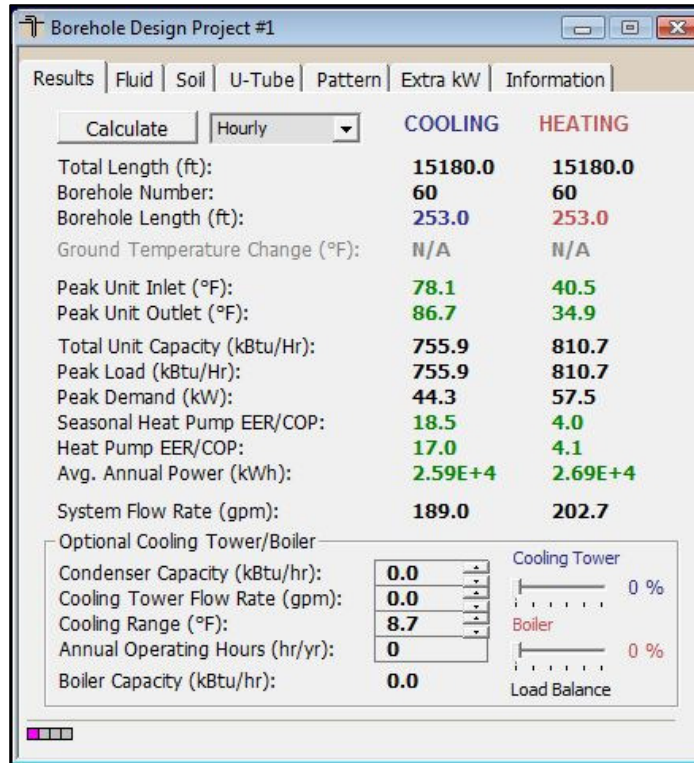 Borehole Design Project #1
Results Fluid Soil U-Tube Pattern Extra kW Information
Calculate Hourly COOLING HEATING
Total Length (ft): 15180.0 15180.0
Borehole Number: 60 60
Borehole Length (ft): 253.0 253.0
Ground Temperature Change (°F): N/A N/A
Peak Unit Inlet (°F): 78.1 40.5
Peak Unit Outlet (°F): 86.7 34.9
Total Unit Capacity (kBtu/Hr): 755.9 810.7
Peak Load (kBtu/Hr): 755.9 810.7
Peak Demand (kW): 44.3 57.5
Seasonal Heat Pump EER/COP: 18.5 4.0
Heat Pump EER/COP: 17.0 4.1
Avg. Annual Power (kWh): 2.59E+4 2.69E+4
System Flow Rate (gpm): 189.0 202.7
Optional Cooling Tower/Boiler
Condenser Capacity (kBtu/hr): 0.0
Cooling Tower Flow Rate (gpm): 0.0
Cooling Range (°F): 8.7
Annual Operating Hours (hr/yr): 0
Boiler Capacity (kBtu/hr): 0.0
Cooling Tower
0 %
Boiler
0 %
Load Balance